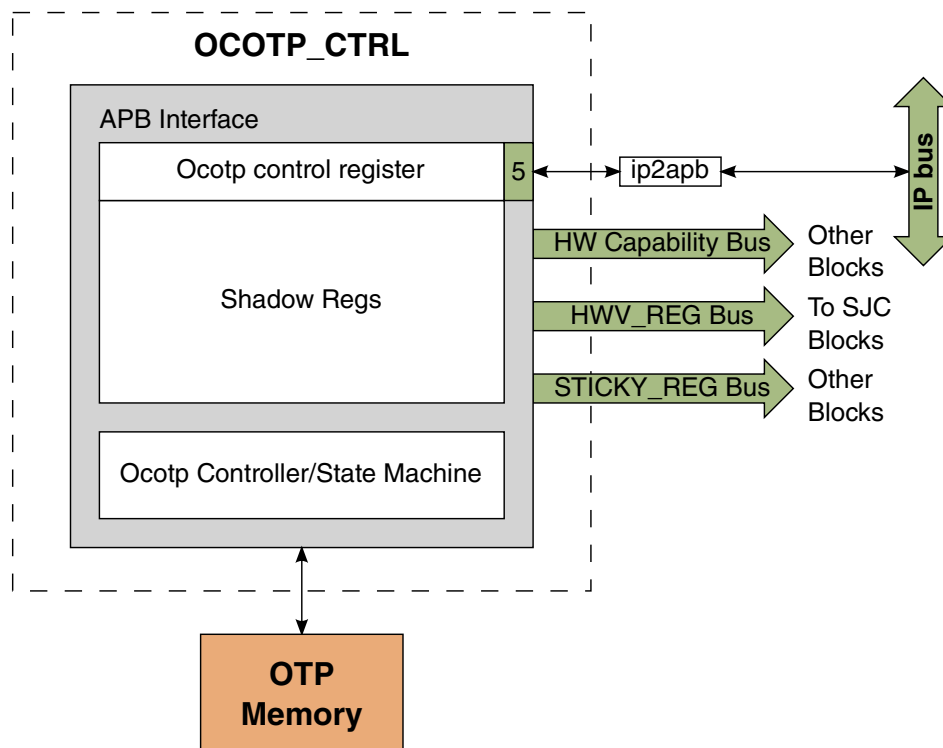 OCOTP_CTRL
APB Interface
Ocotp control register
5
ip2apb
IP bus
HW Capability Bus
Other
Blocks
Shadow Regs
HWV_REG Bus
To SJC
Blocks
STICKY_REG Bus
Other
Blocks
Ocotp Controller/State Machine
OTP
Memory